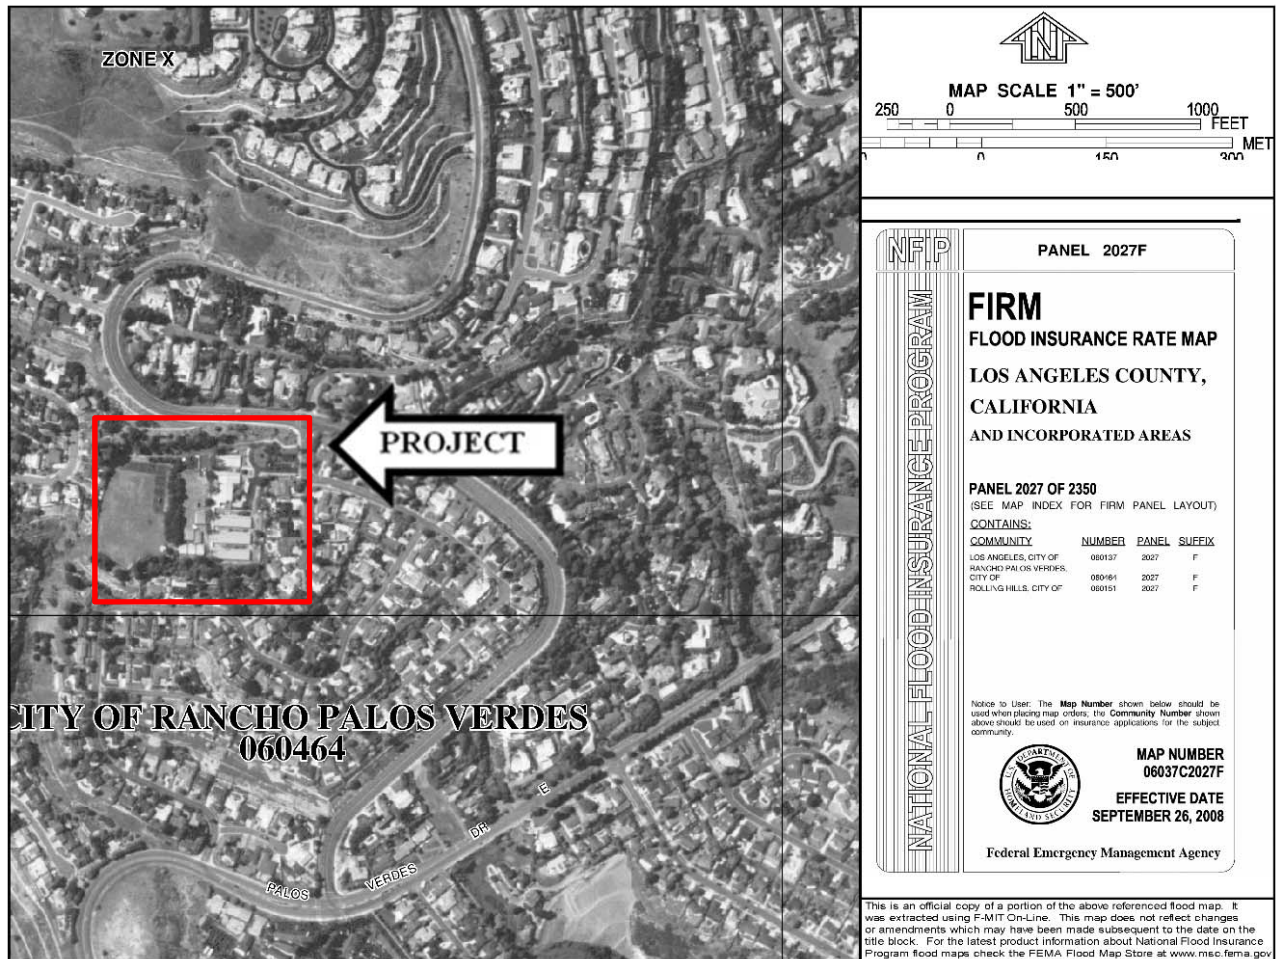 ZONE X
PROJECT
CITY OF RANCHO PALOS VERDES
060464
PALOS VERDES DR E
N
MAP SCALE 1" = 500'
250 0 500 1000
FEET
MET
0 150 300
NFIP
NATIONAL FLOOD INSURANCE PROGRAM
PANEL 2027F
FIRM
FLOOD INSURANCE RATE MAP
LOS ANGELES COUNTY,
CALIFORNIA
AND INCORPORATED AREAS
PANEL 2027 OF 2350
(SEE MAP INDEX FOR FIRM PANEL LAYOUT)
CONTAINS:
COMMUNITY NUMBER PANEL SUFFIX
LOS ANGELES, CITY OF 060137 2027 F
RANCHO PALOS VERDES,
CITY OF 060464 2027 F
ROLLING HILLS, CITY OF 060151 2027 F
Notice to User: The Map Number shown below should be
used when placing map orders; the Community Number shown
above should be used on insurance applications for the subject
community.
U.S. DEPARTMENT OF
HOMELAND SECURITY
MAP NUMBER
06037C2027F
EFFECTIVE DATE
SEPTEMBER 26, 2008
Federal Emergency Management Agency
This is an official copy of a portion of the above referenced flood map. It
was extracted using F-MIT On-Line. This map does not reflect changes
or amendments which may have been made subsequent to the date on the
title block. For the latest product information about National Flood Insurance
Program flood maps check the FEMA Flood Map Store at www.msc.fema.gov